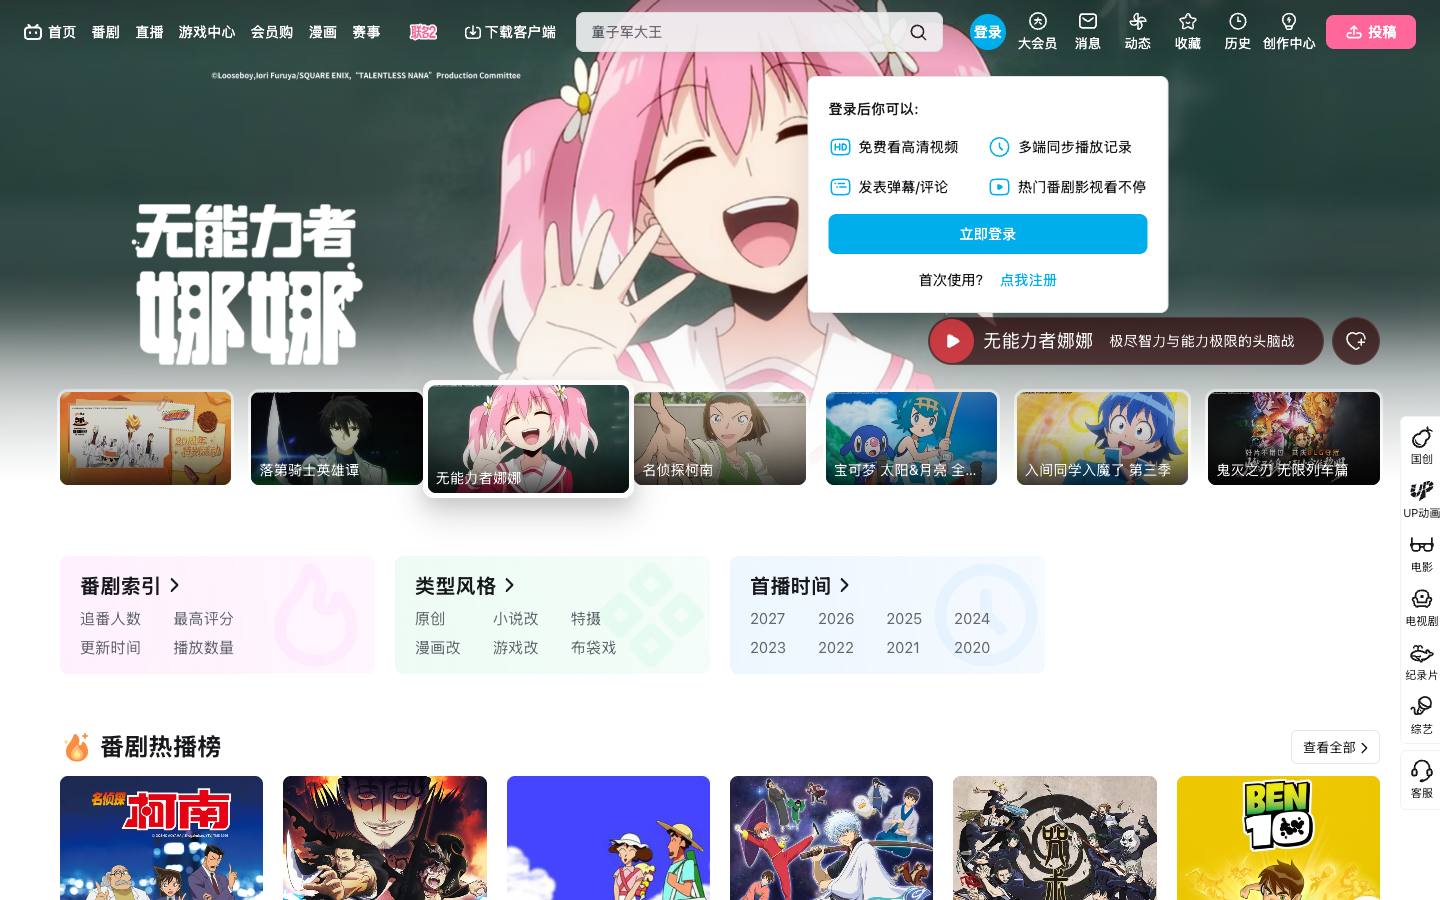 首页 番剧 直播 游戏中心 会员购 漫画 赛事 下载客户端 童子军大王 登录 大会员 消息 动态 收藏 历史 创作中心 投稿
©Looseboy,Iori Furuya/SQUARE ENIX, "TALENTLESS NANA" Production Committee
登录后你可以:
免费看高清视频 多端同步播放记录
发表弹幕/评论 热门番剧影视看不停
立即登录
首次使用? 点我注册
无能力者
娜娜
无能力者娜娜 极尽智力与能力极限的头脑战
20周年
落第骑士英雄谭
无能力者娜娜
名侦探柯南
宝可梦 太阳&月亮 全...
入间同学入魔了 第三季
鬼灭之刃 无限列车篇
国创
UP动画
电影
电视剧
纪录片
综艺
客服
番剧索引
追番人数 最高评分
更新时间 播放数量
类型风格
原创 小说改 特摄
漫画改 游戏改 布袋戏
首播时间
2027 2026 2025 2024
2023 2022 2021 2020
番剧热播榜
查看全部
名侦探
柯南
咒
术
BEN
10